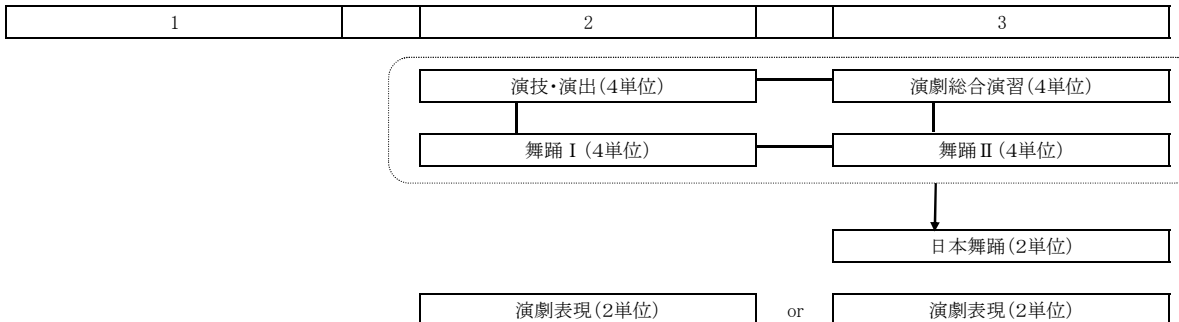 1 2 3
演技・演出(4単位) 演劇総合演習(4単位)
舞踊Ⅰ(4単位) 舞踊Ⅱ(4単位)
日本舞踊(2単位)
演劇表現(2単位) or 演劇表現(2単位)